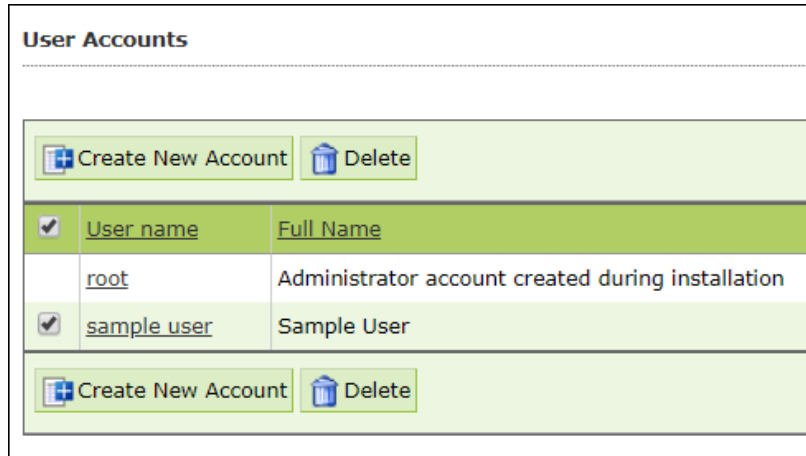 User Accounts
Create New Account Delete
User name Full Name
root Administrator account created during installation
sample user Sample User
Create New Account Delete